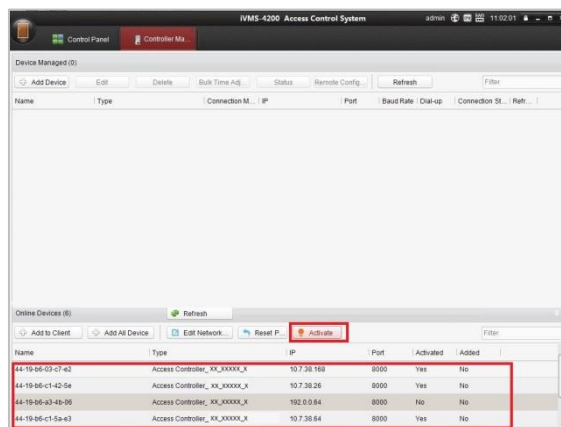 iVMS-4200 Access Control System admin 11:02:01
Control Panel Controller Ma...
Device Managed (0)
Add Device Edit Delete Bulk Time Adj... Status Remote Config... Refresh Filter
Name Type Connection M... IP Port Baud Rate Dial-up Connection St... Refr...
Online Devices (6) Refresh
Add to Client Add All Device Edit Network... Reset P... Activate Filter
Name Type IP Port Activated Added
44-19-b6-03-c7-e2 Access Controller_ XX_XXXXX_X 10.7.38.168 8000 Yes No
44-19-b6-c1-42-5e Access Controller_ XX_XXXXX_X 10.7.38.26 8000 Yes No
44-19-b6-a3-4b-06 Access Controller_ XX_XXXXX_X 192.0.0.64 8000 No No
44-19-b6-c1-5a-e3 Access Controller_ XX_XXXXX_X 10.7.38.64 8000 Yes No